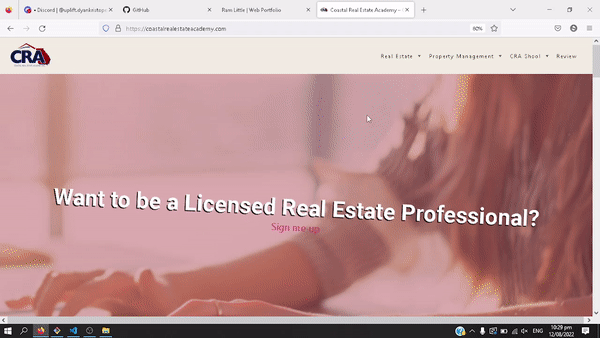 Discord | @uplift.dyankestop
GitHub
Ram Little | Web Portfolio
Coastal Real Estate Academy -
https://coastalrealestateacademy.com
80%
CRA
Real Estate
Property Management
CRA Shool
Review
Want to be a Licensed Real Estate Professional?
Sign me up
ENG
10:29 pm
12/08/2022